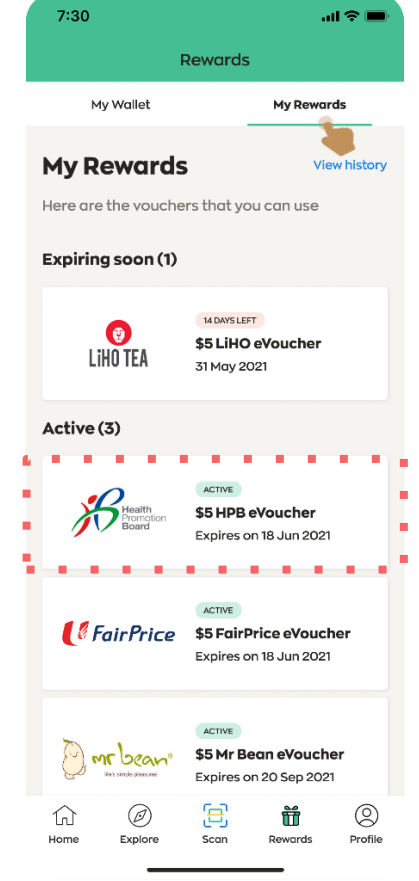 7:30
Rewards
My Wallet
My Rewards
My Rewards
View history
Here are the vouchers that you can use
Expiring soon (1)
14 DAYS LEFT
LiHO TEA
$5 LiHO eVoucher
31 May 2021
Active (3)
ACTIVE
Health
Promotion
Board
$5 HPB eVoucher
Expires on 18 Jun 2021
ACTIVE
FairPrice
$5 FairPrice eVoucher
Expires on 18 Jun 2021
ACTIVE
mr bean®
life's simple pleasures
$5 Mr Bean eVoucher
Expires on 20 Sep 2021
Home
Explore
Scan
Rewards
Profile